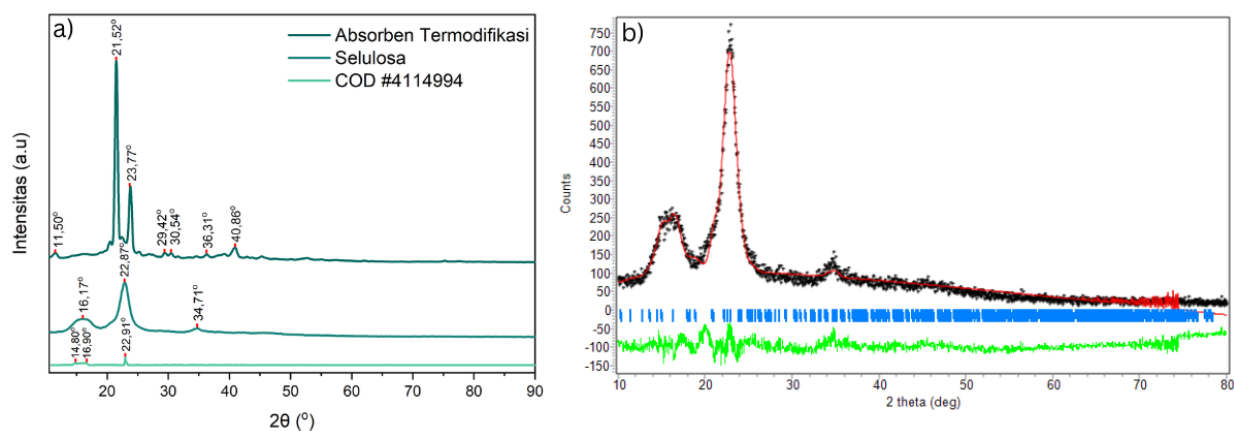 a)
Absorben Termodifikasi
Selulosa
COD #4114994
21,52°
23,77°
11,50°
29,42°
30,54°
36,31°
40,86°
22,87°
16,17°
34,71°
14,80°
16,90°
22,91°
Intensitas (a.u)
10 20 30 40 50 60 70 80 90
2θ (°)
b)
750
700
650
600
550
500
450
400
350
300
250
200
150
100
50
0
-50
-100
-150
Counts
10 20 30 40 50 60 70 80
2 theta (deg)